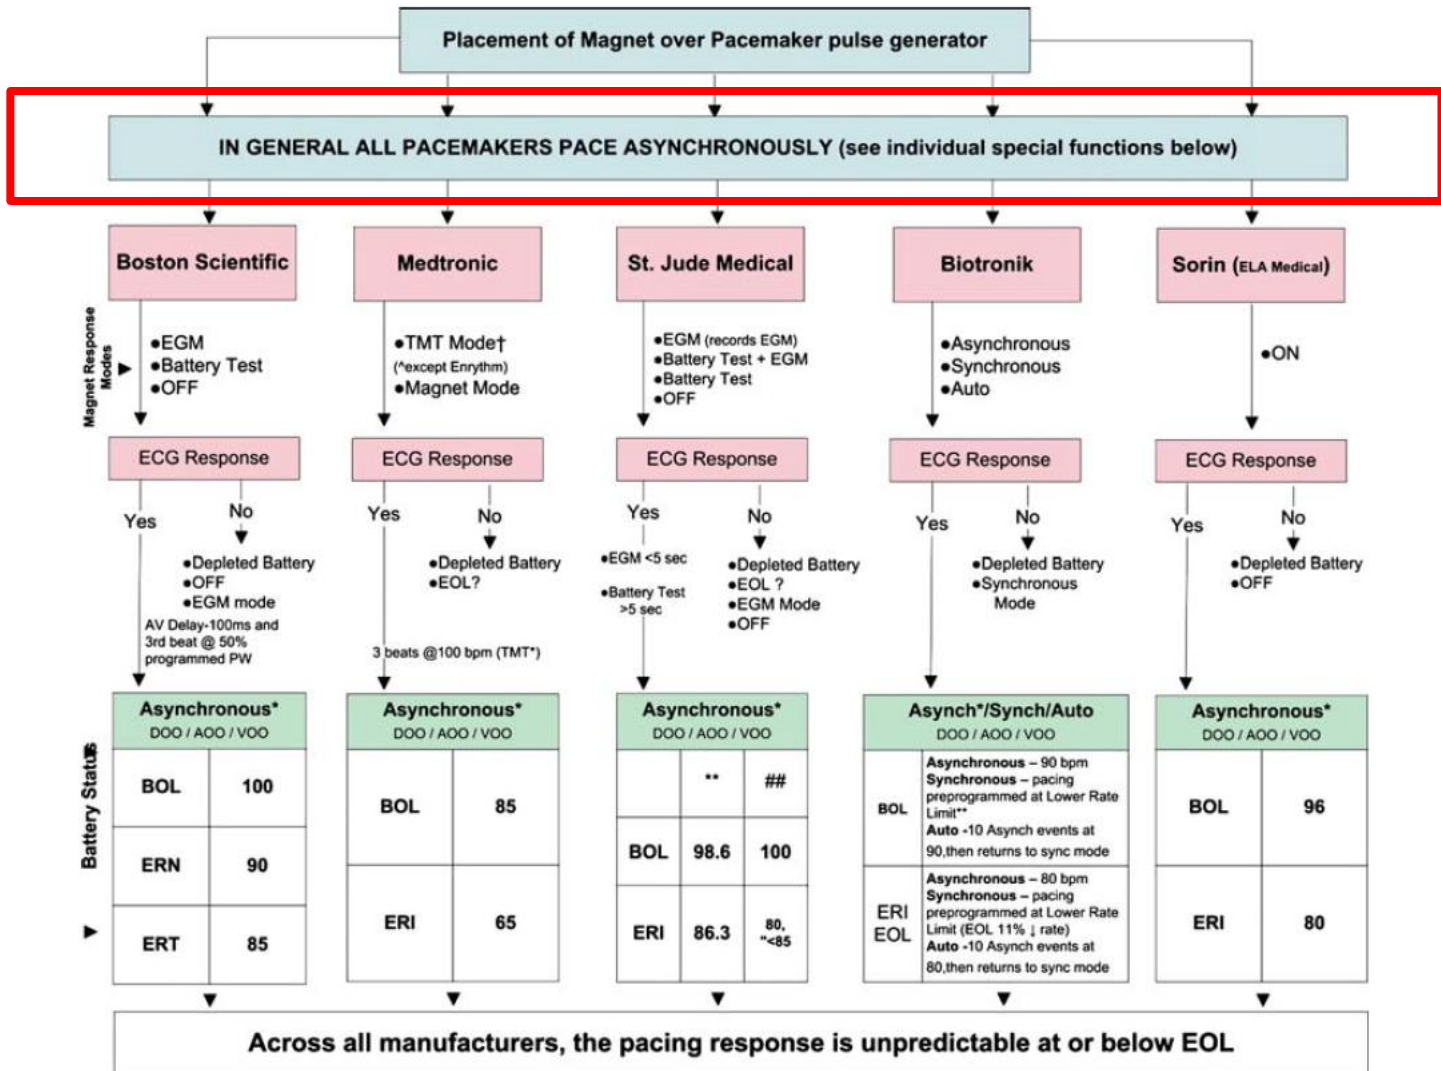 Placement of Magnet over Pacemaker pulse generator
IN GENERAL ALL PACEMAKERS PACE ASYNCHRONOUSLY (see individual special functions below)
Boston Scientific
Medtronic
St. Jude Medical
Biotronik
Sorin (ELA Medical)
Magnet Response
Modes
●EGM
●Battery Test
●OFF
●TMT Mode†
(^except Enrythm)
●Magnet Mode
●EGM (records EGM)
●Battery Test + EGM
●Battery Test
●OFF
●Asynchronous
●Synchronous
●Auto
●ON
ECG Response
ECG Response
ECG Response
ECG Response
ECG Response
Yes
No
●Depleted Battery
●OFF
●EGM mode
AV Delay-100ms and
3rd beat @ 50%
programmed PW
Yes
No
●Depleted Battery
●EOL?
3 beats @100 bpm (TMT*)
Yes
No
●EGM <5 sec
●Battery Test
>5 sec
●Depleted Battery
●EOL ?
●EGM Mode
●OFF
Yes
No
●Depleted Battery
●Synchronous
Mode
Yes
No
●Depleted Battery
●OFF
Battery Status
Asynchronous*
DOO / AOO / VOO
BOL 100
ERN 90
ERT 85
Asynchronous*
DOO / AOO / VOO
BOL 85
ERI 65
Asynchronous*
DOO / AOO / VOO
** ##
BOL 98.6 100
ERI 86.3 80,
"<85
Asynch*/Synch/Auto
DOO / AOO / VOO
BOL
Asynchronous – 90 bpm
Synchronous – pacing
preprogrammed at Lower Rate
Limit**
Auto -10 Asynch events at
90,then returns to sync mode
ERI
EOL
Asynchronous – 80 bpm
Synchronous – pacing
preprogrammed at Lower Rate
Limit (EOL 11% ↓ rate)
Auto -10 Asynch events at
80,then returns to sync mode
Asynchronous*
DOO / AOO / VOO
BOL 96
ERI 80
Across all manufacturers, the pacing response is unpredictable at or below EOL